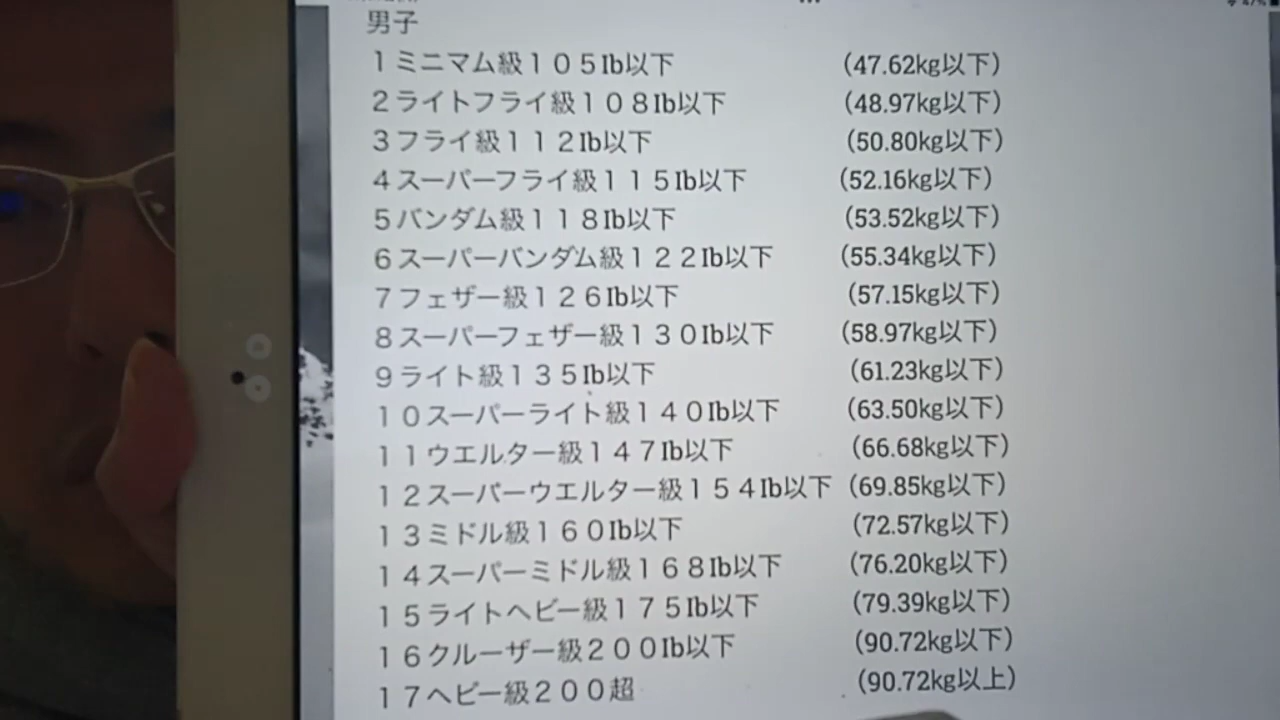 男子
1ミニマム級105Ib以下 (47.62kg以下)
2ライトフライ級108Ib以下 (48.97kg以下)
3フライ級112Ib以下 (50.80kg以下)
4スーパーフライ級115Ib以下 (52.16kg以下)
5バンダム級118Ib以下 (53.52kg以下)
6スーパーバンダム級122Ib以下 (55.34kg以下)
7フェザー級126Ib以下 (57.15kg以下)
8スーパーフェザー級130Ib以下 (58.97kg以下)
9ライト級135Ib以下 (61.23kg以下)
10スーパーライト級140Ib以下 (63.50kg以下)
11ウエルター級147Ib以下 (66.68kg以下)
12スーパーウエルター級154Ib以下 (69.85kg以下)
13ミドル級160Ib以下 (72.57kg以下)
14スーパーミドル級168Ib以下 (76.20kg以下)
15ライトヘビー級175Ib以下 (79.39kg以下)
16クルーザー級200Ib以下 (90.72kg以下)
17ヘビー級200超 (90.72kg以上)